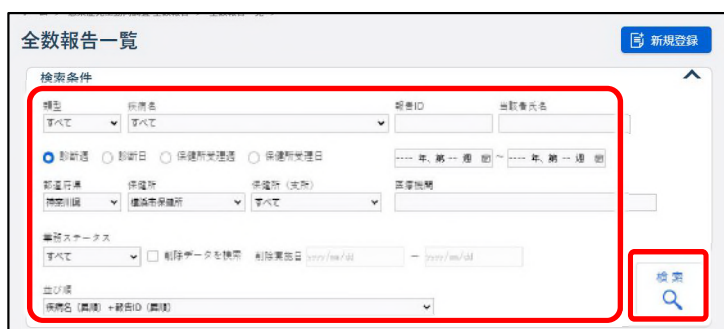 全数報告一覧
新規登録
検索条件
類型 疾病名 報告ID 当該者氏名
すべて すべて
診断週 診断日 保健所受理週 保健所受理日 ---- 年、第 -- 週 ~ ---- 年、第 -- 週
都道府県 保健所 保健所（支所） 医療機関
神奈川県 横浜市保健所 すべて
業務ステータス
すべて 削除データを検索 削除実施日 yyyy/mm/dd ー yyyy/mm/dd
検索
並び順
疾病名（昇順）+報告ID（昇順）